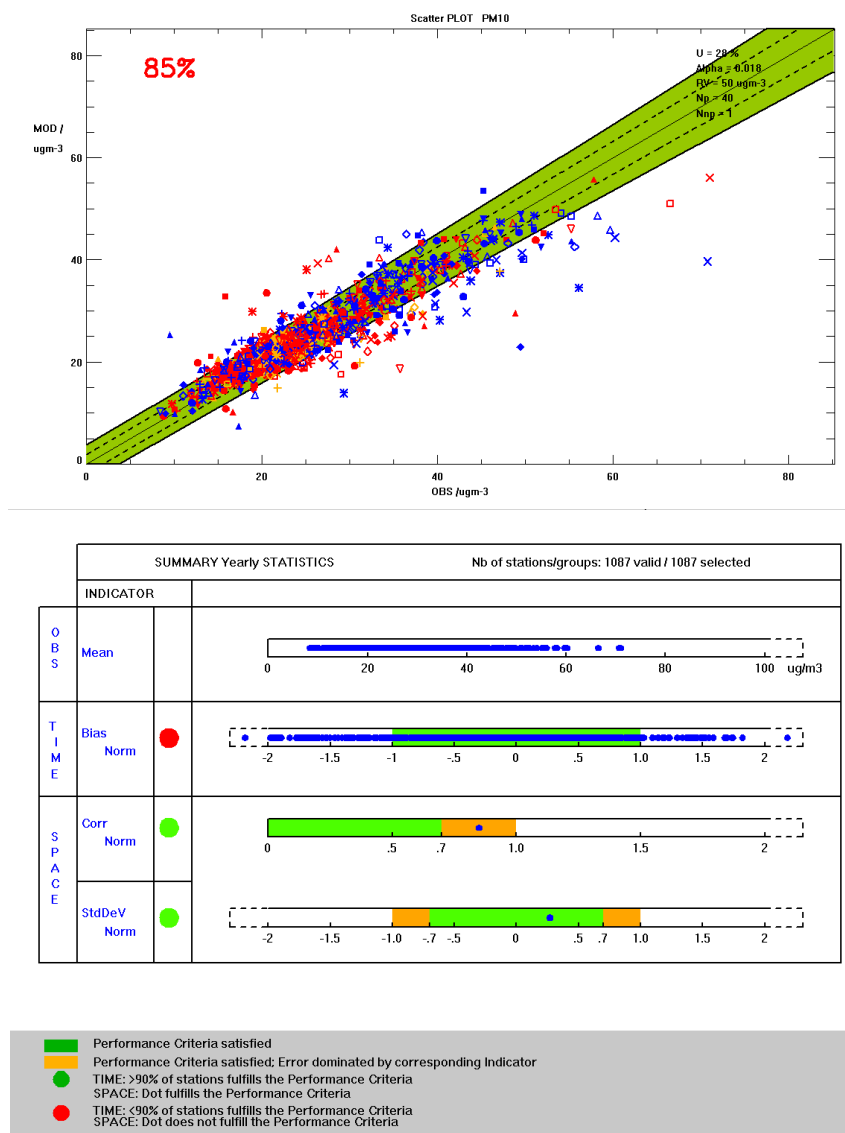 Scatter PLOT PM10
85%
U = 28 %
Alpha = 0.018
RV = 50 ugm-3
Np = 40
Nnp = 1
MOD /
ugm-3
80
60
40
20
0
0 20 40 60 80
OBS /ugm-3
SUMMARY Yearly STATISTICS Nb of stations/groups: 1087 valid / 1087 selected
INDICATOR
OBS
Mean
0 20 40 60 80 100 ug/m3
TIME
Bias
Norm
-2 -1.5 -1 -.5 0 .5 1.0 1.5 2
SPACE
Corr
Norm
0 .5 .7 1.0 1.5 2
StdDeV
Norm
-2 -1.5 -1.0 -.7 -.5 0 .5 .7 1.0 1.5 2
Performance Criteria satisfied
Performance Criteria satisfied; Error dominated by corresponding Indicator
TIME: >90% of stations fulfills the Performance Criteria
SPACE: Dot fulfills the Performance Criteria
TIME: <90% of stations fulfills the Performance Criteria
SPACE: Dot does not fulfill the Performance Criteria